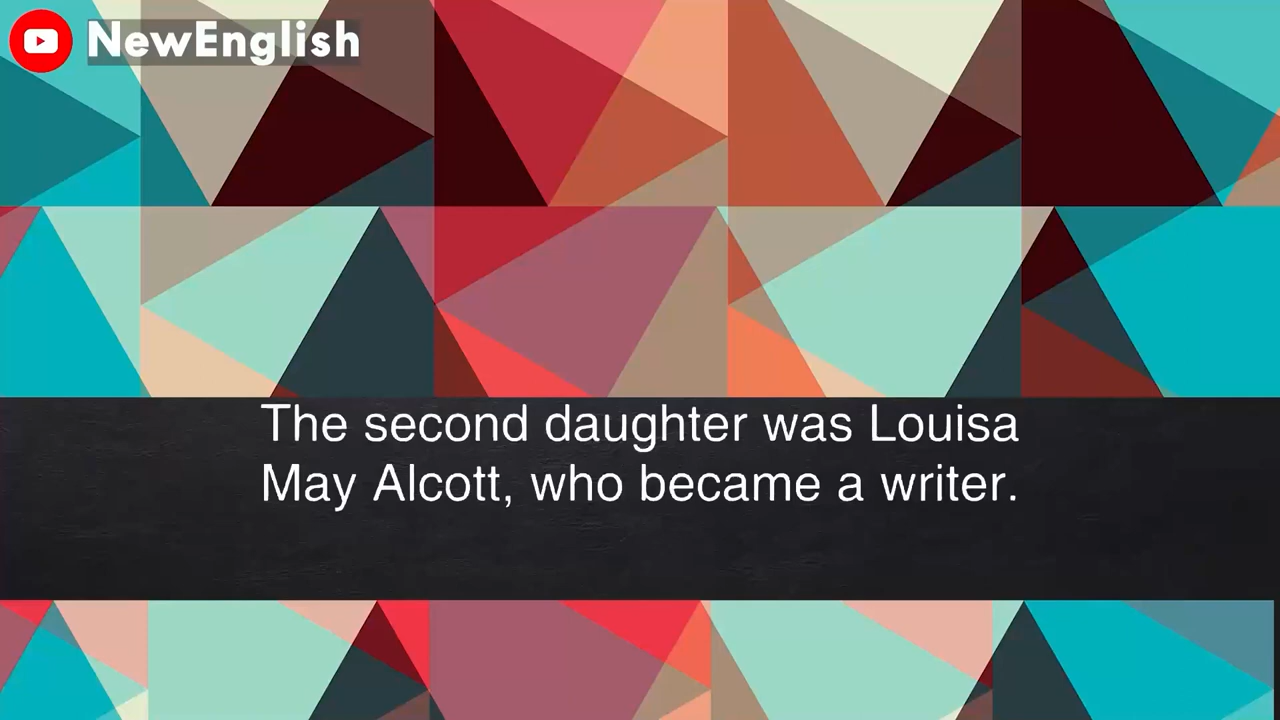 NewEnglish
The second daughter was Louisa
May Alcott, who became a writer.